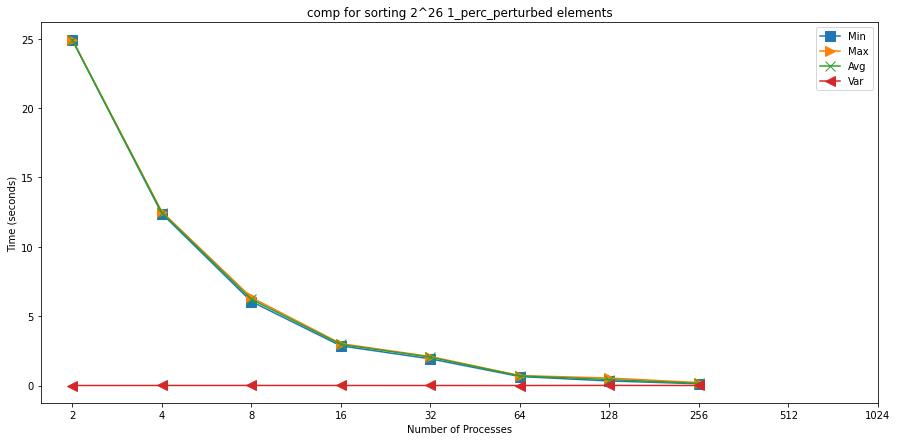 comp for sorting 2^26 1_perc_perturbed elements
Min
Max
Avg
Var
Time (seconds)
25
20
15
10
5
0
2 4 8 16 32 64 128 256 512 1024
Number of Processes